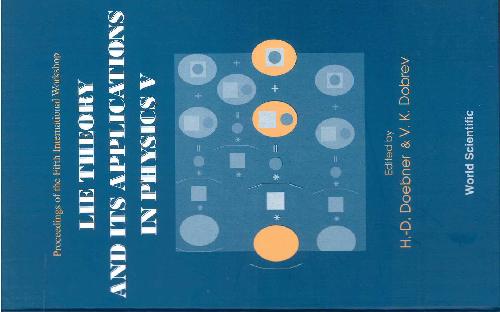 Proceedings of the Fifth International Workshop
LIE THEORY
AND ITS APPLICATIONS
IN PHYSICS V
Edited by
H.-D. Doebner & V. K. Dobrev
World Scientific